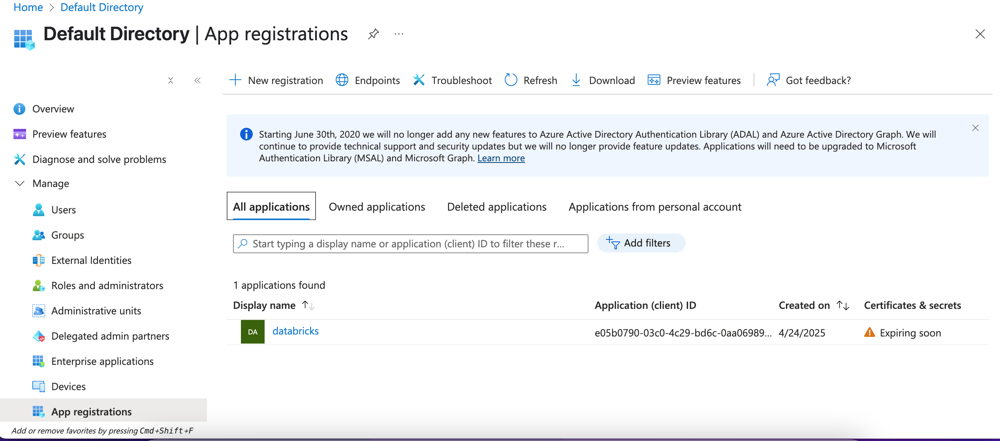 Home > Default Directory
Default Directory | App registrations
New registration
Endpoints
Troubleshoot
Refresh
Download
Preview features
Got feedback?
Overview
Preview features
Diagnose and solve problems
Manage
Users
Groups
External Identities
Roles and administrators
Administrative units
Delegated admin partners
Enterprise applications
Devices
App registrations
Add or remove favorites by pressing Cmd+Shift+F
Starting June 30th, 2020 we will no longer add any new features to Azure Active Directory Authentication Library (ADAL) and Azure Active Directory Graph. We will
continue to provide technical support and security updates but we will no longer provide feature updates. Applications will need to be upgraded to Microsoft
Authentication Library (MSAL) and Microsoft Graph. Learn more
All applications
Owned applications
Deleted applications
Applications from personal account
Start typing a display name or application (client) ID to filter these r...
Add filters
1 applications found
Display name
Application (client) ID
Created on
Certificates & secrets
DA
databricks
e05b0790-03c0-4c29-bd6c-0aa06989...
4/24/2025
Expiring soon